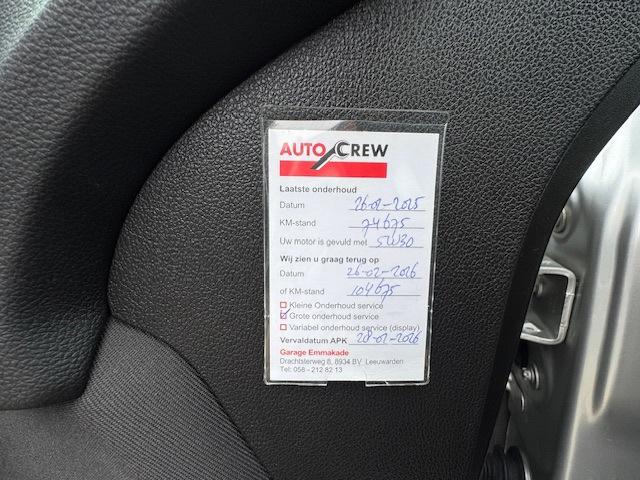 AUTO CREW
Laatste onderhoud
Datum 26-02-2025
KM-stand 74675
Uw motor is gevuld met 5W30
Wij zien u graag terug op
Datum 26-02-2026
of KM-stand 104675
Kleine Onderhoud service
Grote onderhoud service
Variabel onderhoud service (display)
Vervaldatum APK 28-02-2026
Garage Emmakade
Drachtsterweg 8, 8934 BV Leeuwarden
Tel: 058 - 212 82 13